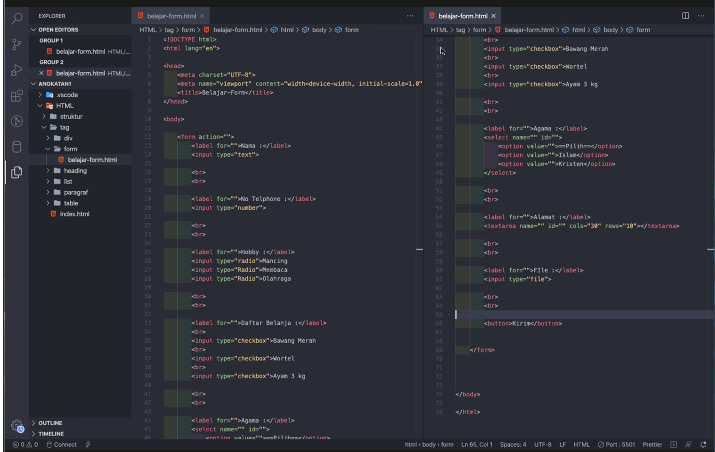 EXPLORER
OPEN EDITORS
GROUP 1
belajar-form.html HTML/...
GROUP 2
belajar-form.html HTML/...
ANGKATAN1
.vscode
HTML
struktur
tag
div
form
belajar-form.html
heading
list
paragraf
table
index.html
OUTLINE
TIMELINE
belajar-form.html
HTML > tag > form > belajar-form.html > html > body > form
1 <!DOCTYPE html>
2 <html lang="en">
3
4 <head>
5 <meta charset="UTF-8">
6 <meta name="viewport" content="width=device-width, initial-scale=1.0"
7 <title>Belajar-Form</title>
8 </head>
9
10 <body>
11
12 <form action="">
13 <label for="">Nama :</label>
14 <input type="text">
15
16 <br>
17 <br>
18
19 <label for="">No Telphone :</label>
20 <input type="number">
21
22 <br>
23 <br>
24
25 <label for="">Hobby :</label>
26 <input type="radio">Mancing
27 <input type="Radio">Membaca
28 <input type="Radio">Olahraga
29
30 <br>
31 <br>
32
33 <label for="">Daftar Belanja :</label>
34 <br>
35 <input type="checkbox">Bawang Merah
36 <br>
37 <input type="checkbox">Wortel
38 <br>
39 <input type="checkbox">Ayam 3 kg
40
41 <br>
42 <br>
43
44 <label for="">Agama :</label>
45 <select name="" id="">
46 <option value="">==Pilih==</option>
belajar-form.html
HTML > tag > form > belajar-form.html > html > body > form
34 <br>
35 <input type="checkbox">Bawang Merah
36 <br>
37 <input type="checkbox">Wortel
38 <br>
39 <input type="checkbox">Ayam 3 kg
40
41 <br>
42 <br>
43
44 <label for="">Agama :</label>
45 <select name="" id="">
46 <option value="">==Pilih==</option>
47 <option value="">Islam</option>
48 <option value="">Kristen</option>
49 </select>
50
51 <br>
52 <br>
53
54 <label for="">Alamat :</label>
55 <textarea name="" id="" cols="30" rows="10"></textarea>
56
57 <br>
58 <br>
59
60 <label for="">FIle :</label>
61 <input type="file">
62
63 <br>
64 <br>
65
66 <button>Kirim</button>
67
68
69 </form>
70
71
72
73
74 </body>
75
76 </html>
0 0 Connect
html > body > form Ln 65, Col 1 Spaces: 4 UTF-8 LF HTML Port : 5501 Prettier